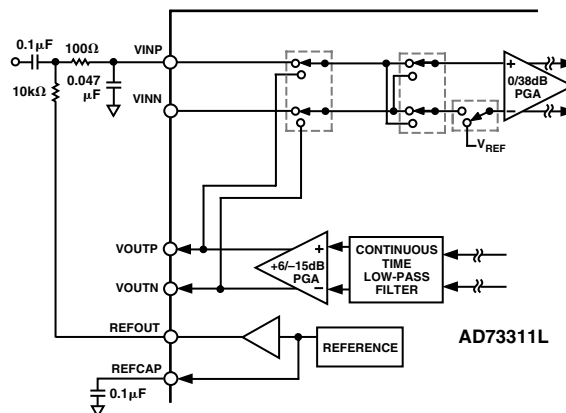 0.1μF
100Ω
VINP
0.047
μF
10kΩ
VINN
+
0/38dB
PGA
−
VREF
VOUTP
+
+6/–15dB
PGA
−
VOUTN
CONTINUOUS
TIME
LOW-PASS
FILTER
REFOUT
REFERENCE
AD73311L
REFCAP
0.1μF